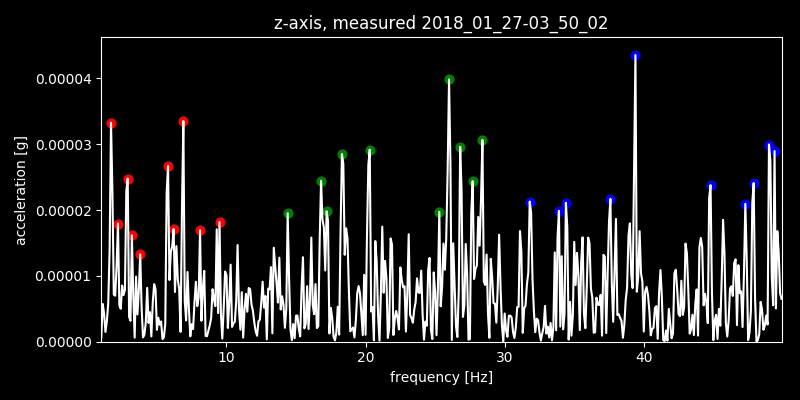 z-axis, measured 2018_01_27-03_50_02
0.00004
0.00003
acceleration [g]
0.00002
0.00001
0.00000
10 20 30 40
frequency [Hz]